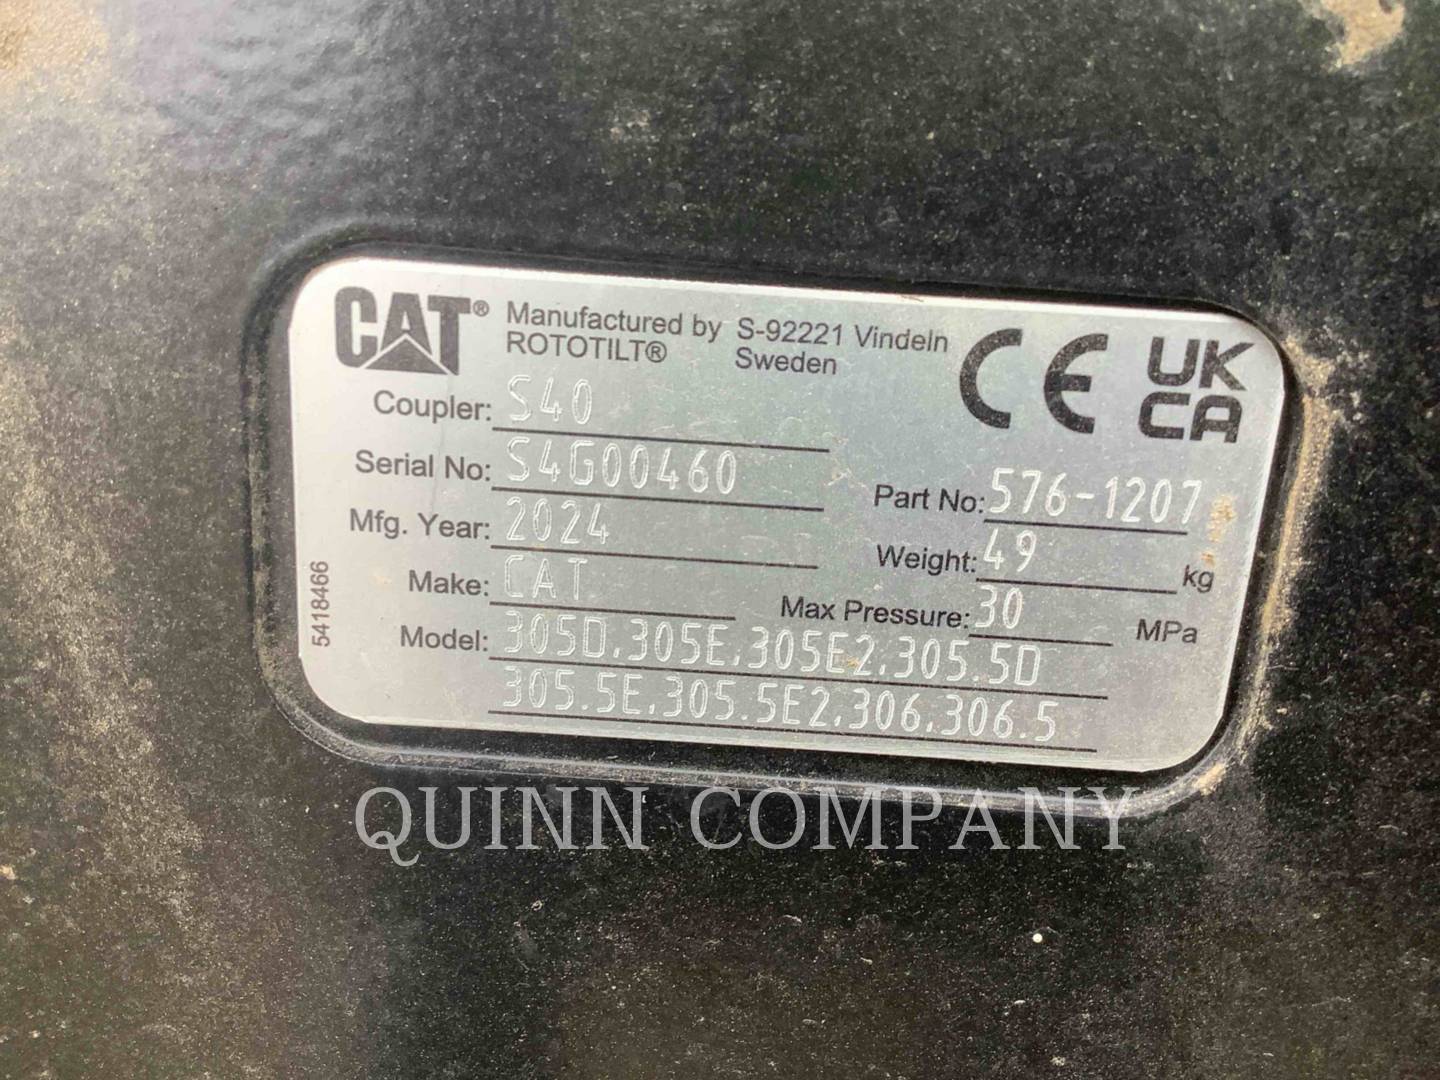 CAT®
Manufactured by
ROTOTILT®
S-92221 Vindeln
Sweden
CE
UK
CA
Coupler: S40
Serial No: S4G00460
Part No: 576-1207
Mfg. Year: 2024
Weight: 49 kg
Make: CAT
Max Pressure: 30 MPa
Model: 305D,305E,305E2,305.5D
305.5E,305.5E2,306,306.5
5418466
QUINN COMPANY